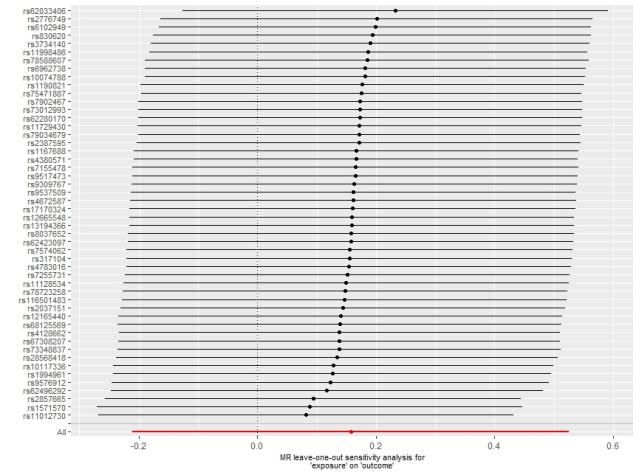 rs62033406
rs2776749
rs6102949
rs830620
rs3734140
rs11998486
rs78588607
rs6962738
rs10074788
rs1190821
rs75471887
rs7902467
rs73012993
rs62280170
rs11729430
rs79034679
rs2387595
rs1167688
rs4380571
rs7155478
rs9517473
rs9309767
rs9537509
rs4672587
rs17170324
rs12665548
rs13194366
rs8037652
rs62423097
rs7574062
rs317104
rs4783016
rs7255731
rs11128534
rs78723258
rs116501483
rs2037151
rs12165440
rs68125569
rs4128662
rs67308207
rs73348837
rs28568418
rs10117336
rs1994961
rs9576912
rs62496292
rs2857665
rs1571570
rs11012730
All
-0.2 0.0 0.2 0.4 0.6
MR leave-one-out sensitivity analysis for
'exposure' on 'outcome'